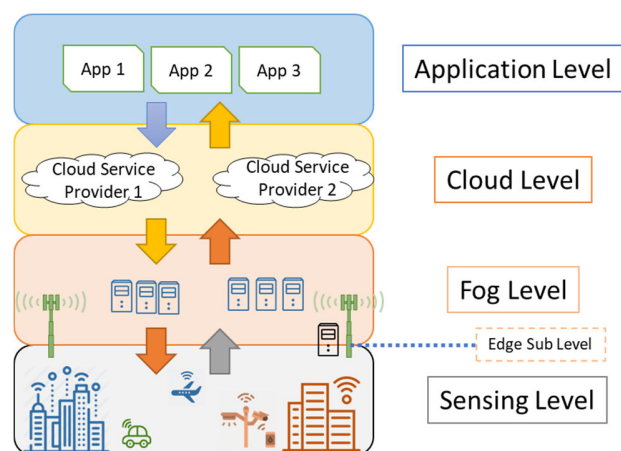 App 1
App 2
App 3
Application Level
Cloud Service
Provider 1
Cloud Service
Provider 2
Cloud Level
Fog Level
Edge Sub Level
Sensing Level